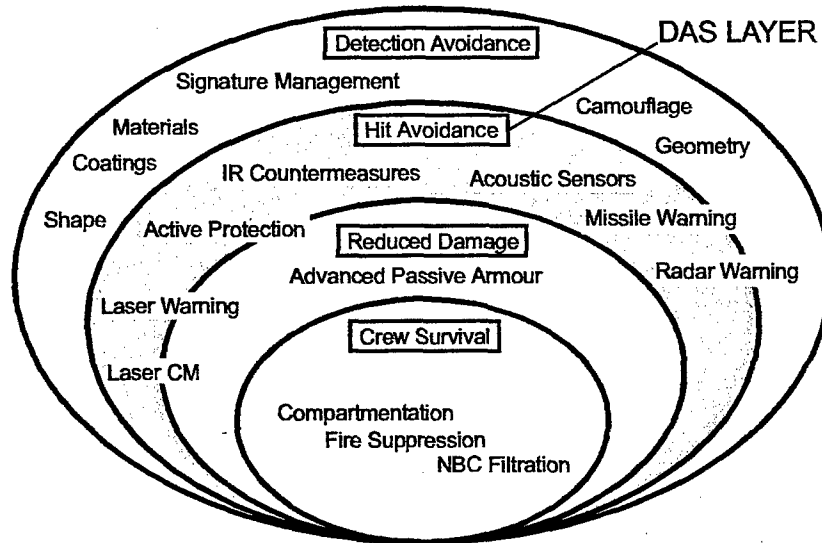 DAS LAYER
Detection Avoidance
Signature Management
Camouflage
Materials
Hit Avoidance
Geometry
Coatings
IR Countermeasures
Acoustic Sensors
Shape
Active Protection
Missile Warning
Reduced Damage
Radar Warning
Advanced Passive Armour
Laser Warning
Crew Survival
Laser CM
Compartmentation
Fire Suppression
NBC Filtration